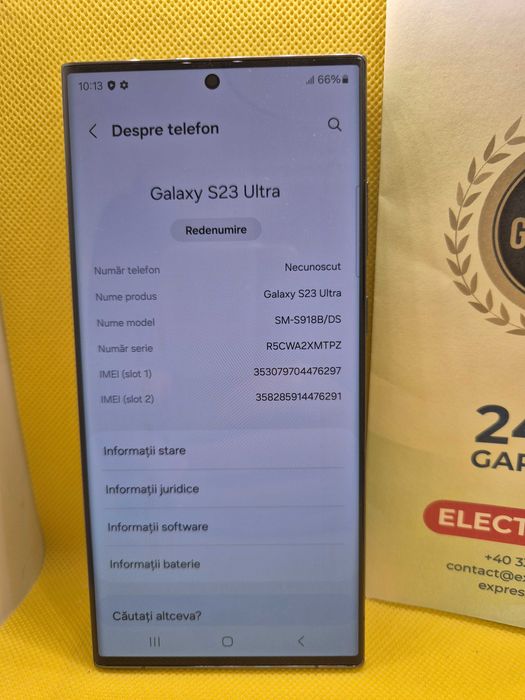 10:13
66%
Despre telefon
Galaxy S23 Ultra
Redenumire
Număr telefon Necunoscut
Nume produs Galaxy S23 Ultra
Nume model SM-S918B/DS
Număr serie R5CWA2XMTPZ
IMEI (slot 1) 353079704476297
IMEI (slot 2) 358285914476291
Informații stare
Informații juridice
Informații software
Informații baterie
Căutați altceva?
G
24
GAR
ELECT
+40 33
contact@ex
expres